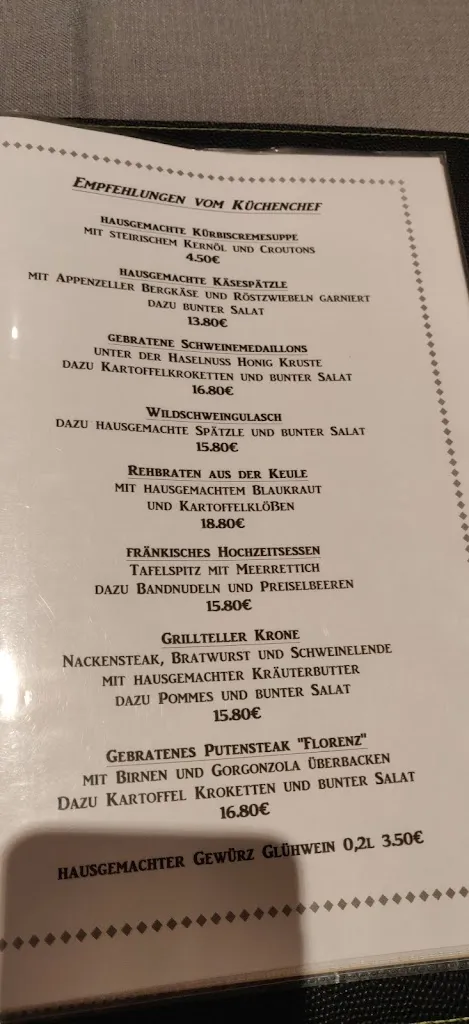 Empfehlungen vom Küchenchef
hausgemachte Kürbiscremesuppe
mit steirischem Kernöl und Croutons
4.50€
hausgemachte Käsespätzle
mit Appenzeller Bergkäse und Röstzwiebeln garniert
dazu bunter Salat
13.80€
gebratene Schweinemedaillons
unter der Haselnuss Honig Kruste
dazu Kartoffelkroketten und bunter Salat
16.80€
Wildschweingulasch
dazu hausgemachte Spätzle und bunter Salat
15.80€
Rehbraten aus der Keule
mit hausgemachtem Blaukraut
und Kartoffelklößen
18.80€
fränkisches Hochzeitsessen
Tafelspitz mit Meerrettich
dazu Bandnudeln und Preiselbeeren
15.80€
Grillteller Krone
Nackensteak, Bratwurst und Schweinelende
mit hausgemachter Kräuterbutter
dazu Pommes und bunter Salat
15.80€
Gebratenes Putensteak "Florenz"
mit Birnen und Gorgonzola überbacken
Dazu Kartoffel Kroketten und bunter Salat
16.80€
hausgemachter Gewürz Glühwein 0,2l 3.50€